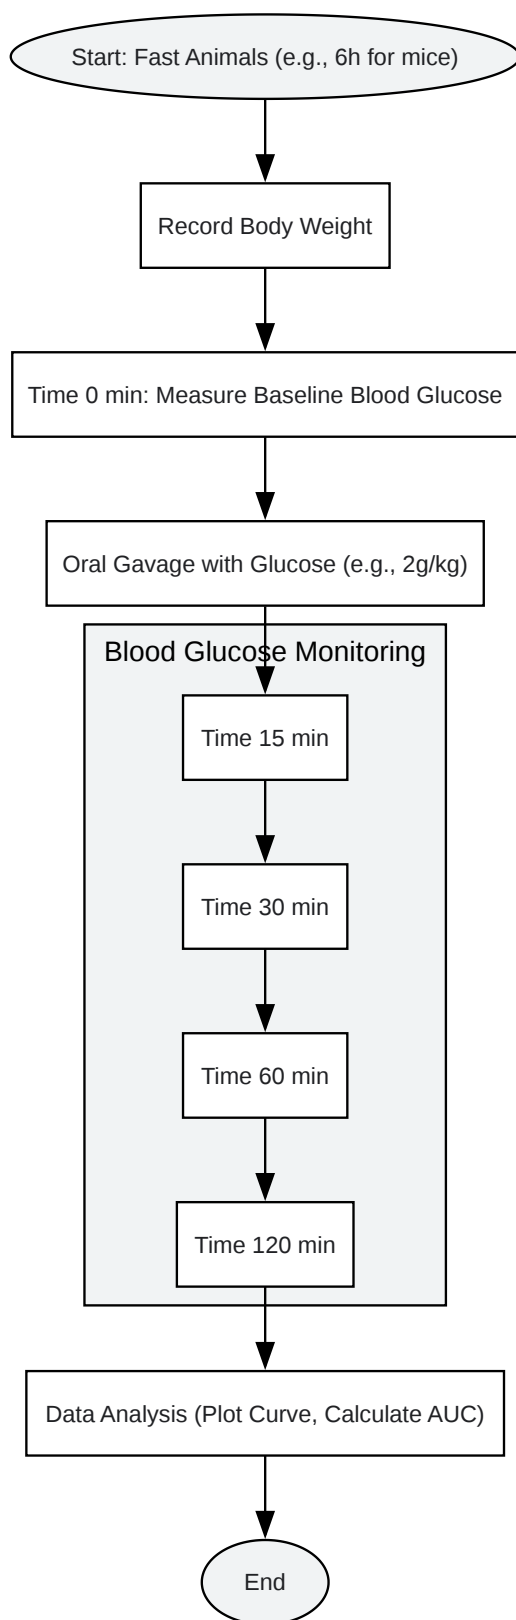 Start: Fast Animals (e.g., 6h for mice)
Record Body Weight
Time 0 min: Measure Baseline Blood Glucose
Oral Gavage with Glucose (e.g., 2g/kg)
Blood Glucose Monitoring
Time 15 min
Time 30 min
Time 60 min
Time 120 min
Data Analysis (Plot Curve, Calculate AUC)
End